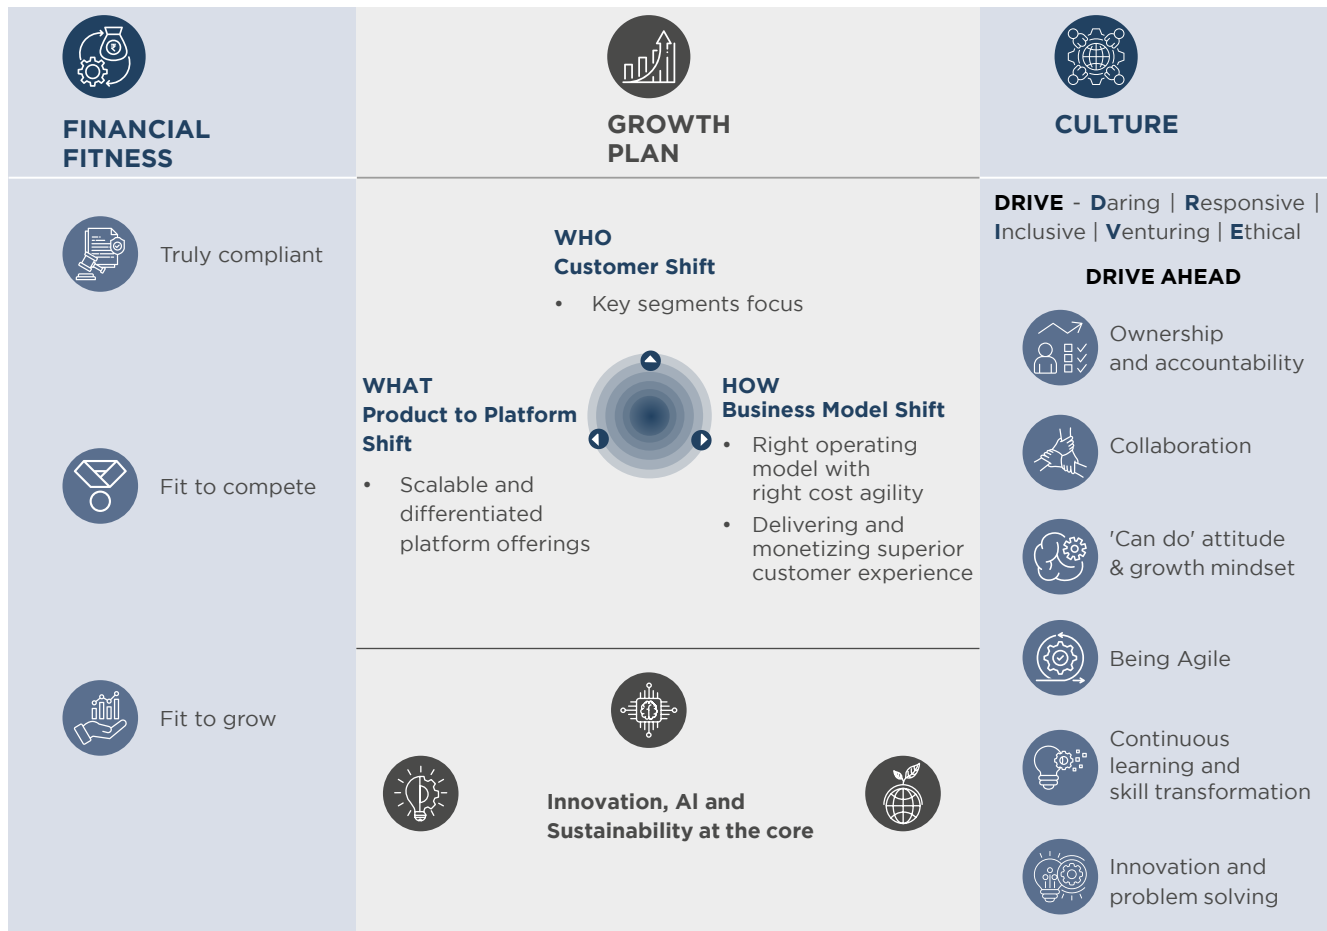 FINANCIAL
FITNESS
Truly compliant
Fit to compete
Fit to grow
GROWTH
PLAN
WHO
Customer Shift
• Key segments focus
WHAT
Product to Platform
Shift
• Scalable and
differentiated
platform offerings
HOW
Business Model Shift
• Right operating
model with
right cost agility
• Delivering and
monetizing superior
customer experience
Innovation, AI and
Sustainability at the core
CULTURE
DRIVE - Daring | Responsive |
Inclusive | Venturing | Ethical
DRIVE AHEAD
Ownership
and accountability
Collaboration
'Can do' attitude
& growth mindset
Being Agile
Continuous
learning and
skill transformation
Innovation and
problem solving